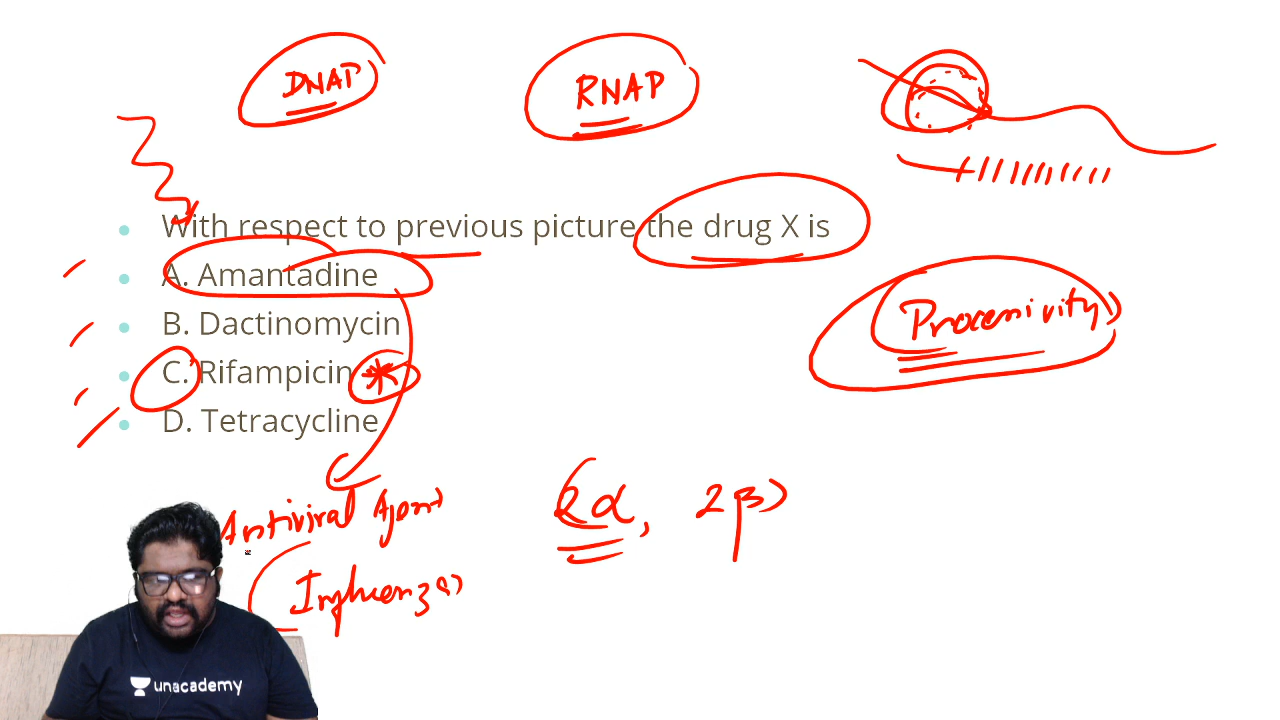 DNAP RNAP
With respect to previous picture the drug X is
A. Amantadine
B. Dactinomycin
C. Rifampicin
D. Tetracycline
Processivity
2α, 2β
Antiviral Agent
Influenza
unacademy